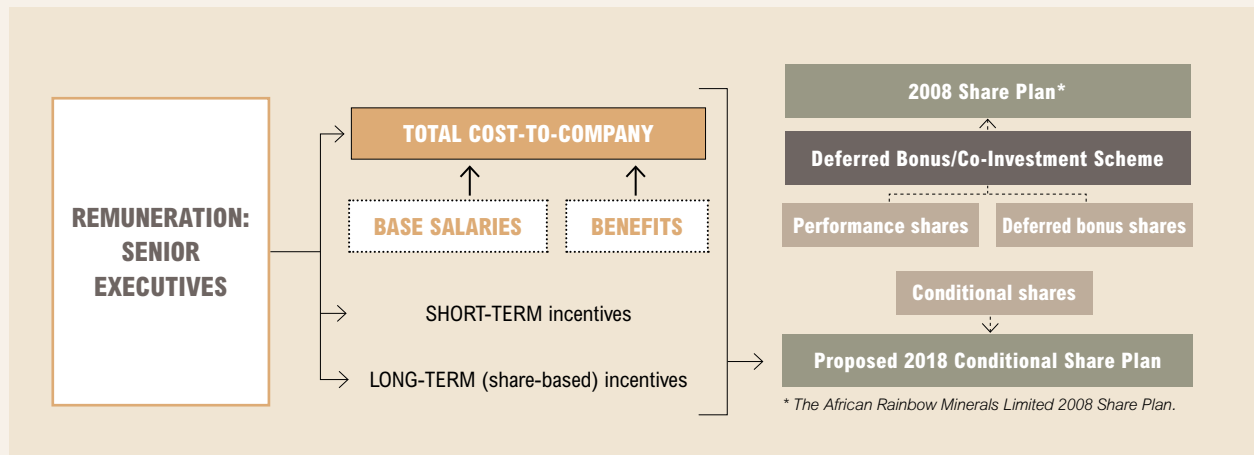 REMUNERATION:
SENIOR
EXECUTIVES
TOTAL COST-TO-COMPANY
BASE SALARIES
BENEFITS
SHORT-TERM incentives
LONG-TERM (share-based) incentives
2008 Share Plan*
Deferred Bonus/Co-Investment Scheme
Performance shares
Deferred bonus shares
Conditional shares
Proposed 2018 Conditional Share Plan
* The African Rainbow Minerals Limited 2008 Share Plan.